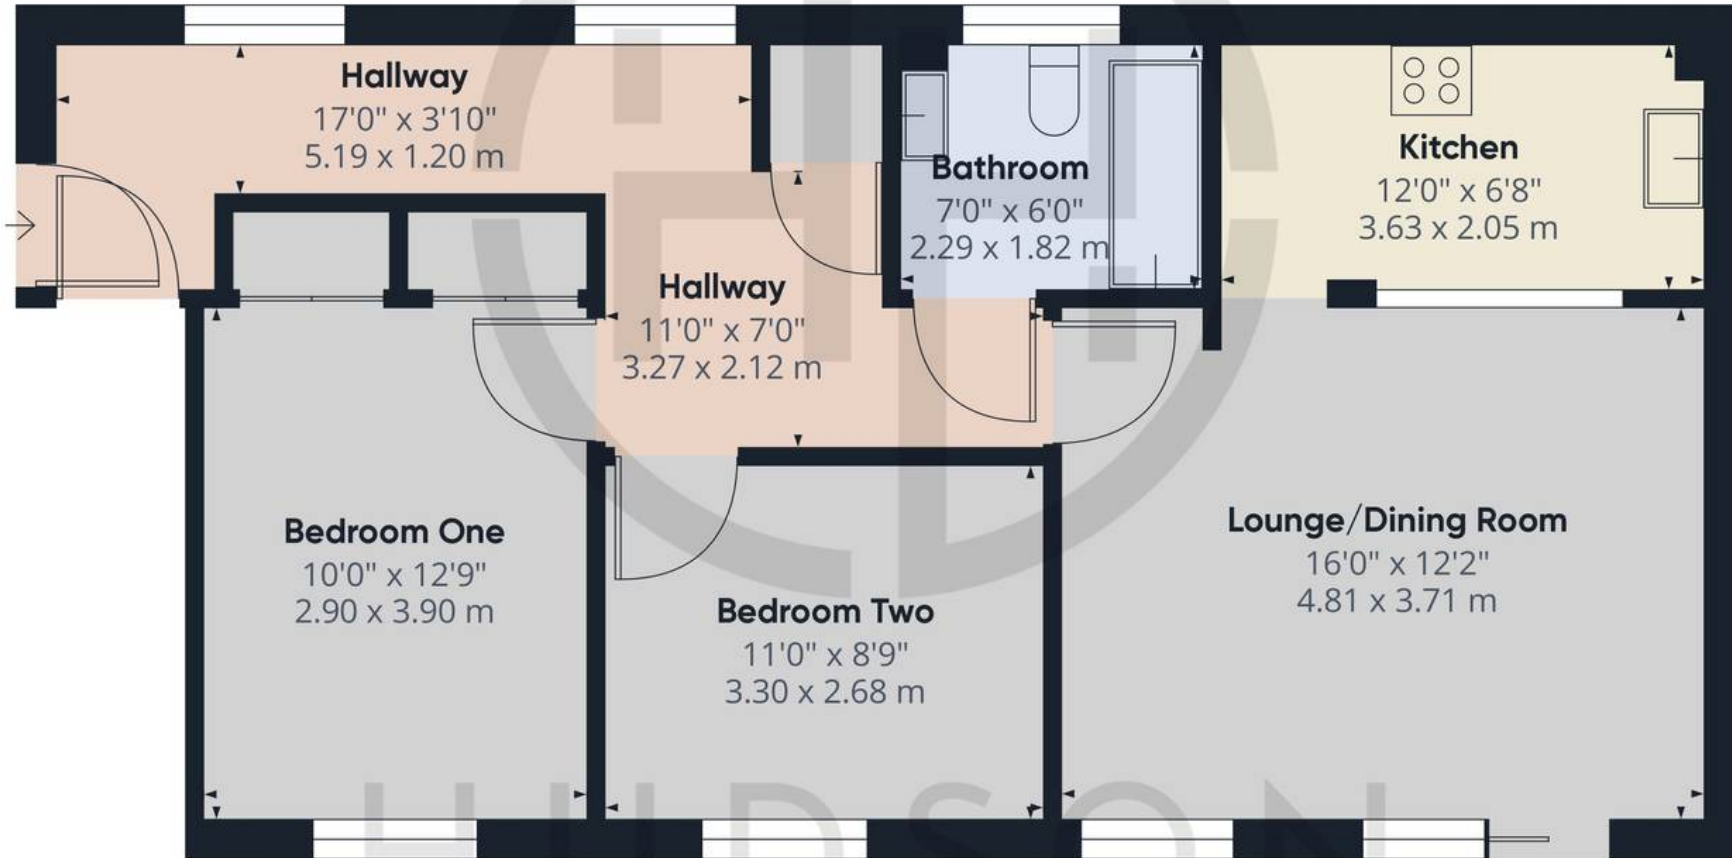 Hallway
17'0" x 3'10"
5.19 x 1.20 m
Bathroom
7'0" x 6'0"
2.29 x 1.82 m
Kitchen
12'0" x 6'8"
3.63 x 2.05 m
Hallway
11'0" x 7'0"
3.27 x 2.12 m
Bedroom One
10'0" x 12'9"
2.90 x 3.90 m
Bedroom Two
11'0" x 8'9"
3.30 x 2.68 m
Lounge/Dining Room
16'0" x 12'2"
4.81 x 3.71 m
HUDSON